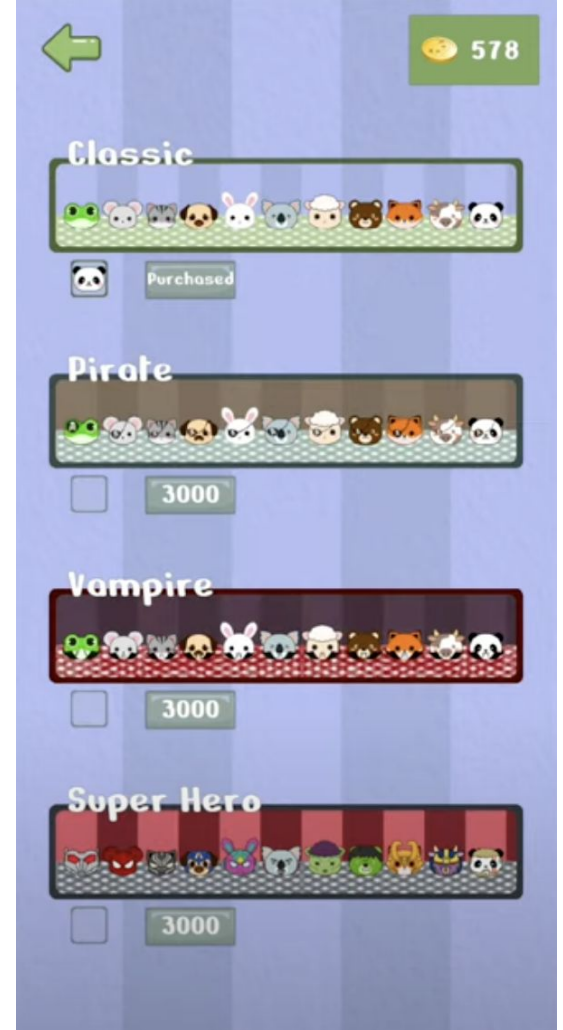 578
Classic
Purchased
Pirate
3000
Vampire
3000
Super Hero
3000